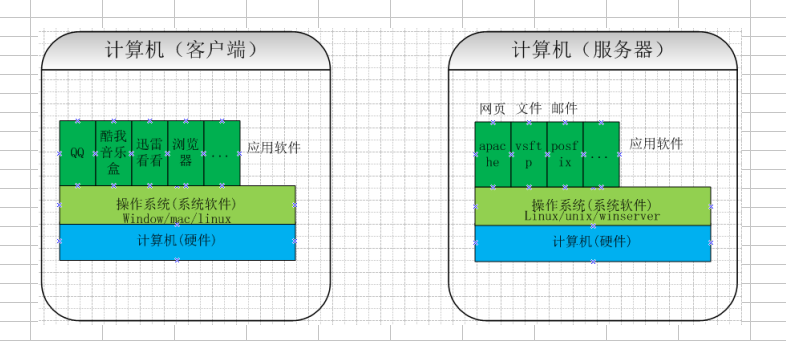 计算机（客户端）
QQ
酷我
音乐
盒
迅雷
看看
浏览
器
...
应用软件
操作系统(系统软件)
Window/mac/linux
计算机(硬件)
计算机（服务器）
网页 文件 邮件
apac
he
vsft
p
posf
ix
...
应用软件
操作系统(系统软件)
Linux/unix/winserver
计算机(硬件)